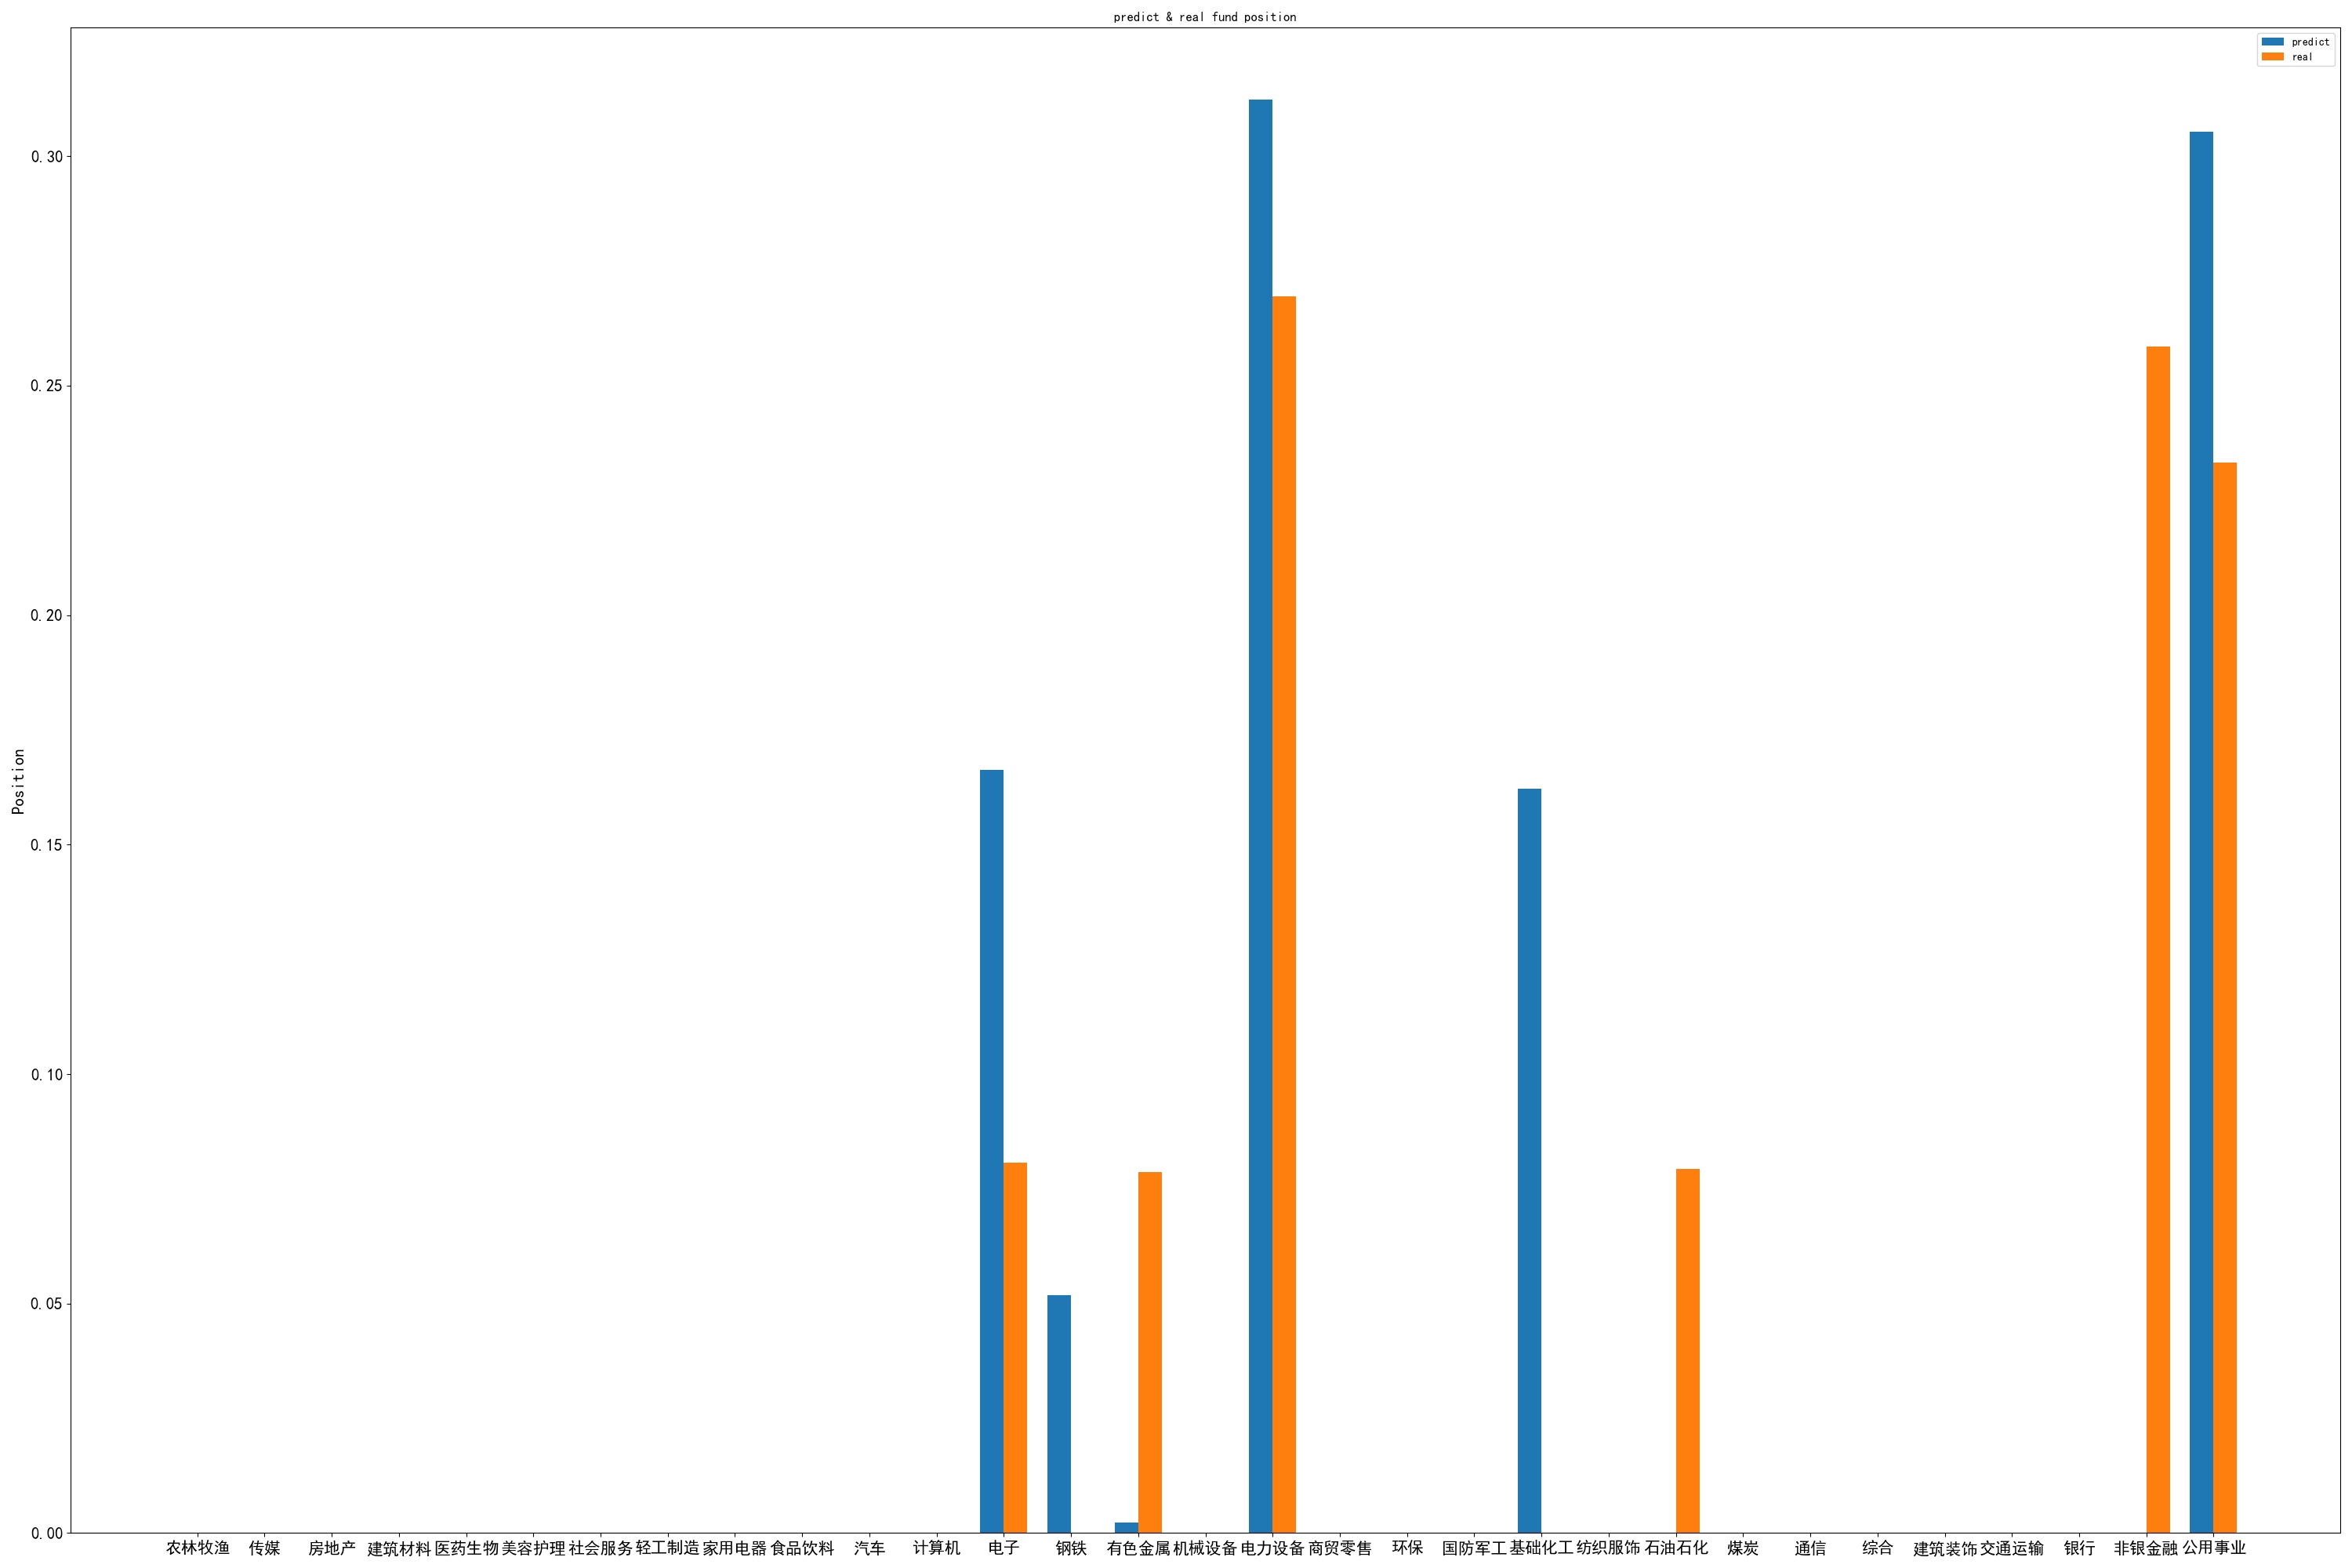 predict & real fund position
predict
real
0.30
0.25
0.20
0.15
0.10
0.05
0.00
Position
农林牧渔 传媒 房地产 建筑材料 医药生物 美容护理 社会服务 轻工制造 家用电器 食品饮料 汽车 计算机 电子 钢铁 有色金属 机械设备 电力设备 商贸零售 环保 国防军工 基础化工 纺织服饰 石油石化 煤炭 通信 综合 建筑装饰 交通运输 银行 非银金融 公用事业